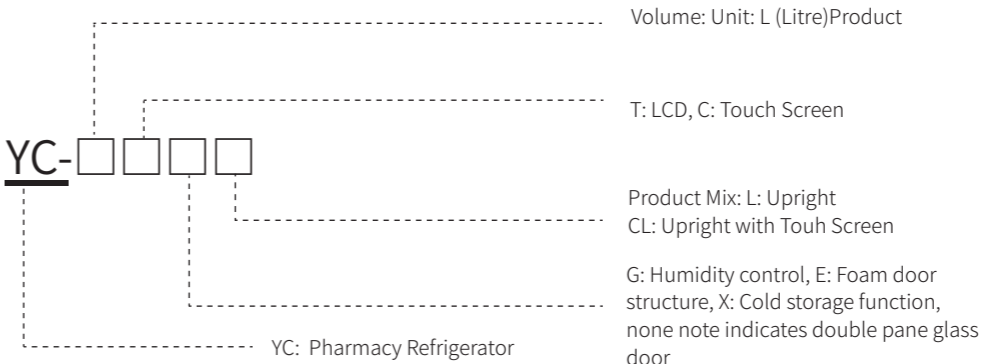 Volume: Unit: L (Litre)Product
T: LCD, C: Touch Screen
YC-□□□□
Product Mix: L: Upright
CL: Upright with Touh Screen
G: Humidity control, E: Foam door
structure, X: Cold storage function,
none note indicates double pane glass
door
YC: Pharmacy Refrigerator